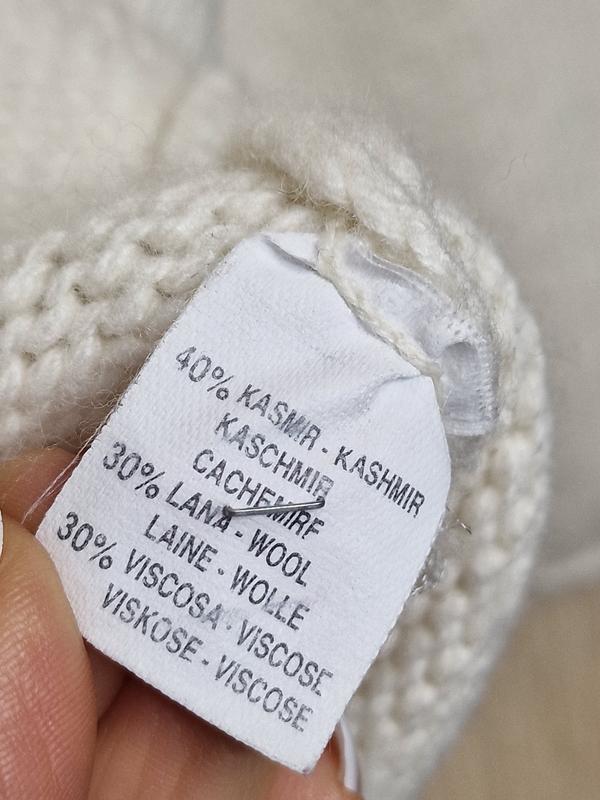 40% KASMIR - KASHMIR
KASCHMIR
CACHEMIRE
30% LANA - WOOL
LAINE - WOLLE
30% VISCOSA - VISCOSE
VISKOSE - VISCOSE